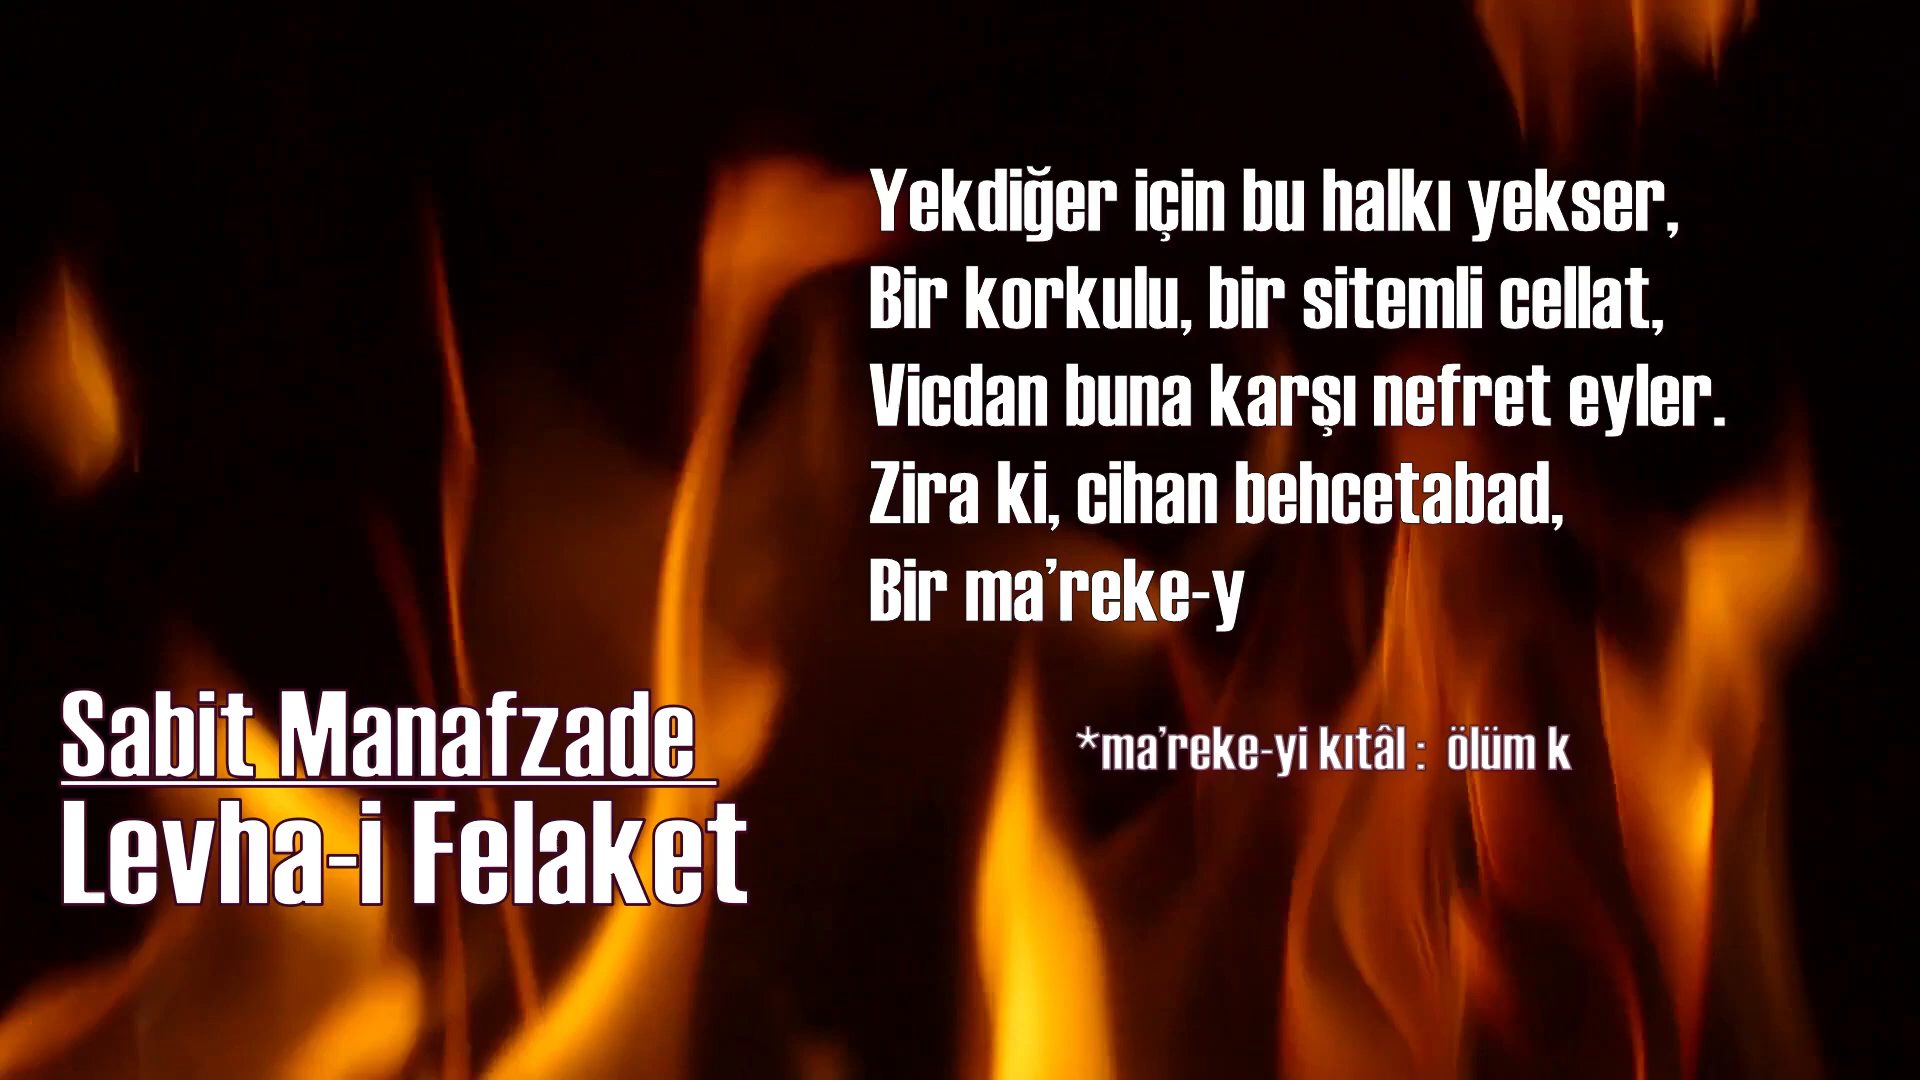 Yekdiğer için bu halkı yekser,
Bir korkulu, bir sitemli cellat,
Vicdan buna karşı nefret eyler.
Zira ki, cihan behcetabad,
Bir ma’reke-y
*ma’reke-yi kıtâl :  ölüm k
Sabit Manafzade
Levha-i Felaket